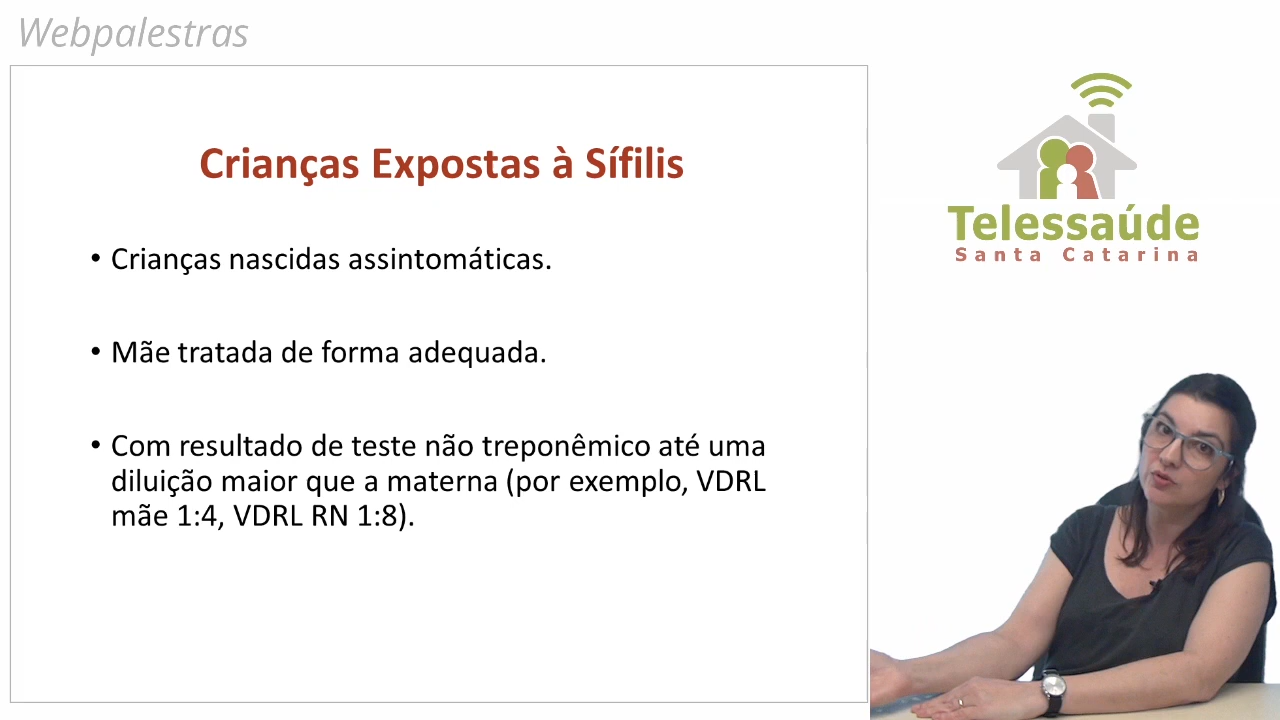 Webpalestras
Crianças Expostas à Sífilis
• Crianças nascidas assintomáticas.
• Mãe tratada de forma adequada.
• Com resultado de teste não treponêmico até uma
diluição maior que a materna (por exemplo, VDRL
mãe 1:4, VDRL RN 1:8).
Telessaúde
Santa Catarina